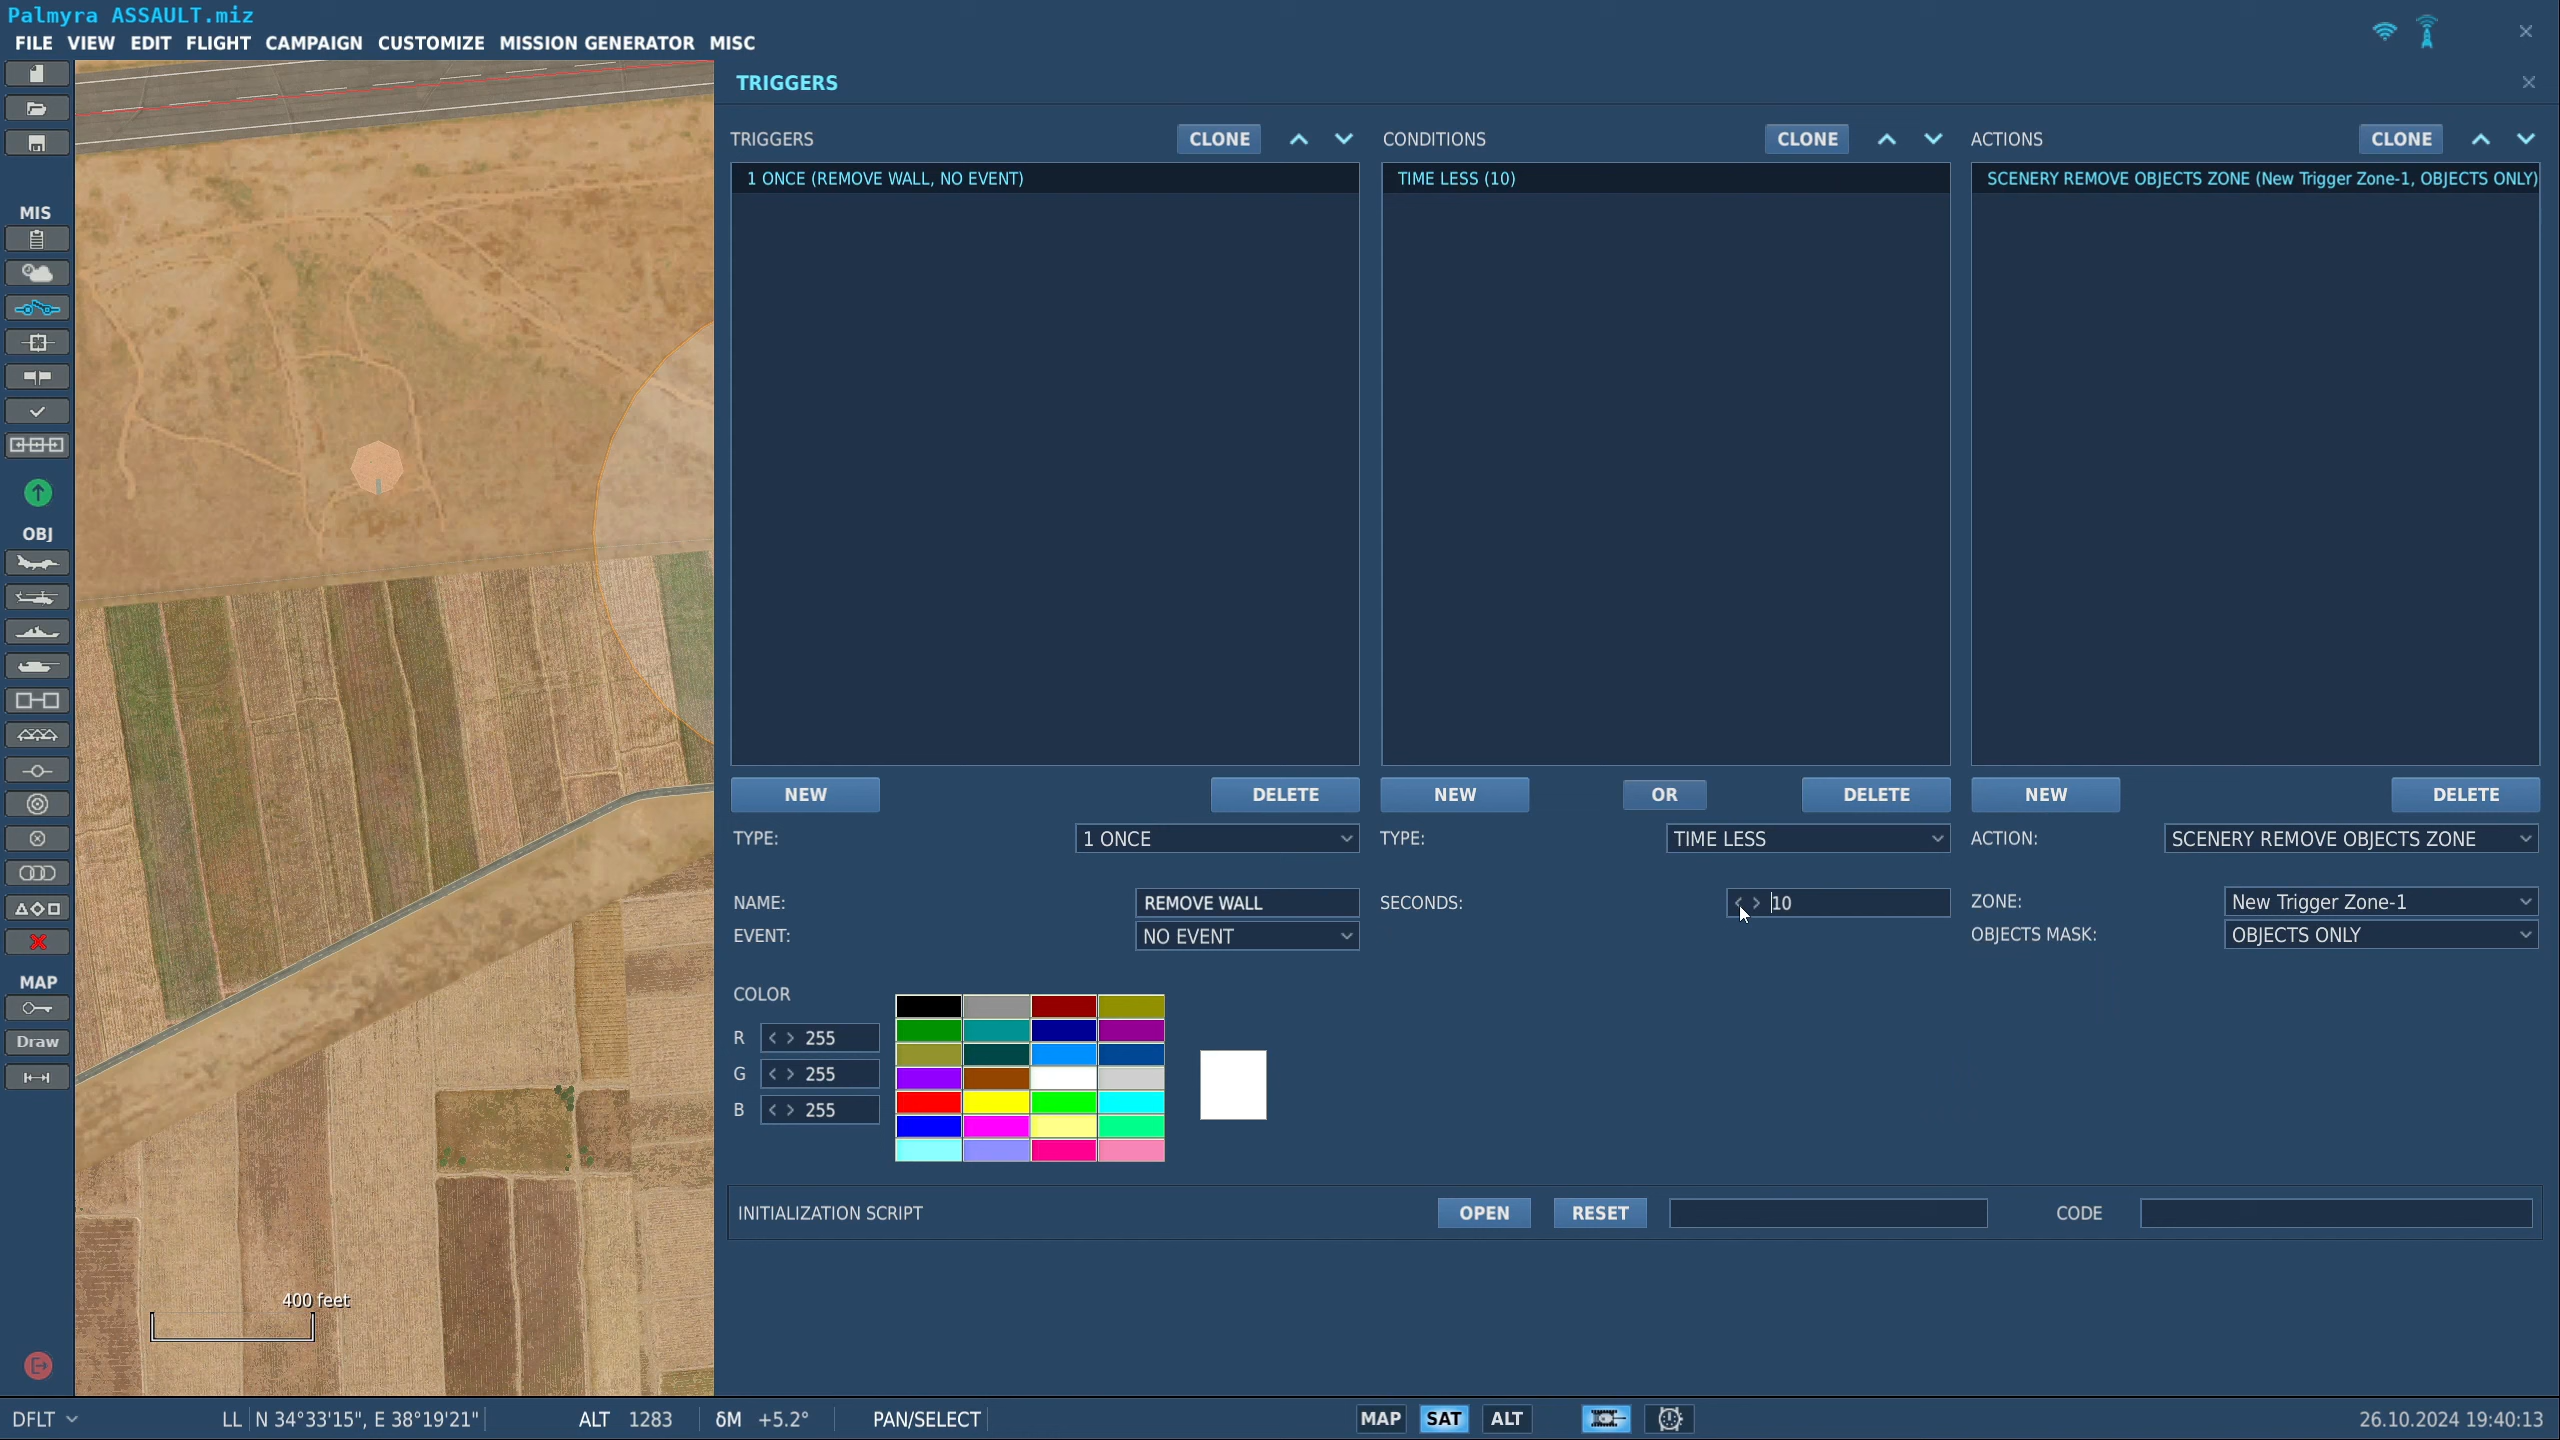 Palmyra ASSAULT.miz
FILE VIEW EDIT FLIGHT CAMPAIGN CUSTOMIZE MISSION GENERATOR MISC
TRIGGERS
TRIGGERS CLONE CONDITIONS CLONE ACTIONS CLONE
1 ONCE (REMOVE WALL, NO EVENT) TIME LESS (10) SCENERY REMOVE OBJECTS ZONE (New Trigger Zone-1, OBJECTS ONLY)
MIS
OBJ
NEW DELETE NEW OR DELETE NEW DELETE
TYPE: 1 ONCE TYPE: TIME LESS ACTION: SCENERY REMOVE OBJECTS ZONE
NAME: REMOVE WALL SECONDS: < > 10 ZONE: New Trigger Zone-1
EVENT: NO EVENT OBJECTS MASK: OBJECTS ONLY
MAP
COLOR
R < > 255
Draw
G < > 255
B < > 255
INITIALIZATION SCRIPT OPEN RESET CODE
400 feet
DFLT LL N 34°33'15", E 38°19'21" ALT 1283 δM +5.2° PAN/SELECT MAP SAT ALT 26.10.2024 19:40:13